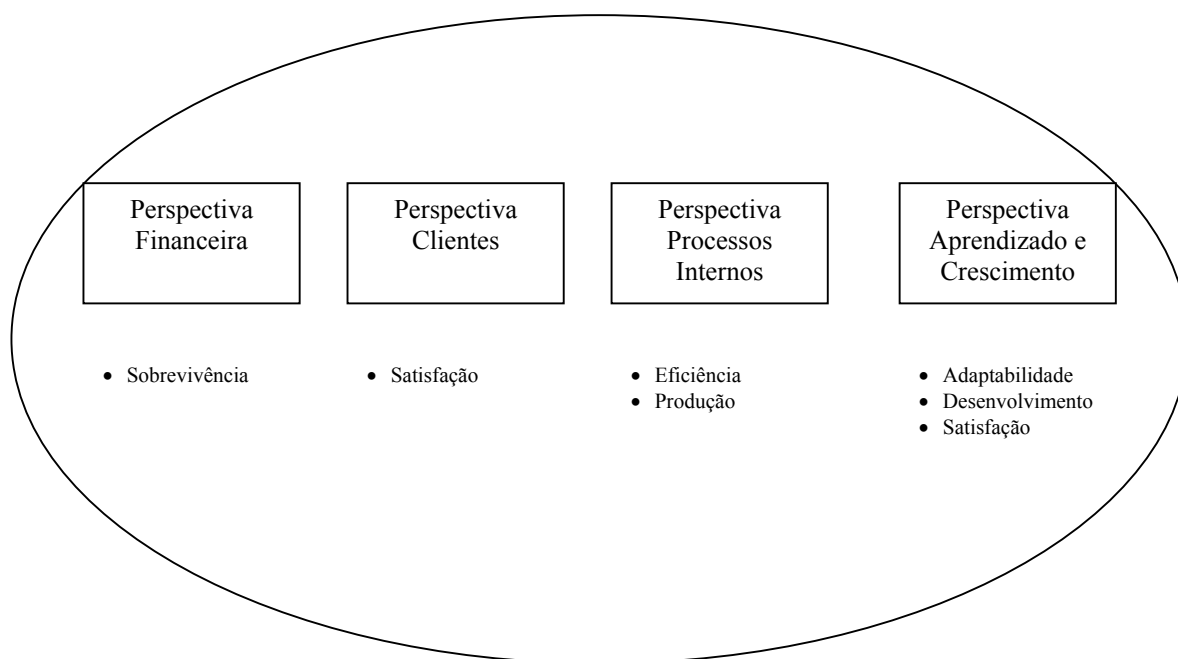 Perspectiva
Financeira
Perspectiva
Clientes
Perspectiva
Processos
Internos
Perspectiva
Aprendizado e
Crescimento
• Sobrevivência
• Satisfação
• Eficiência
• Produção
• Adaptabilidade
• Desenvolvimento
• Satisfação